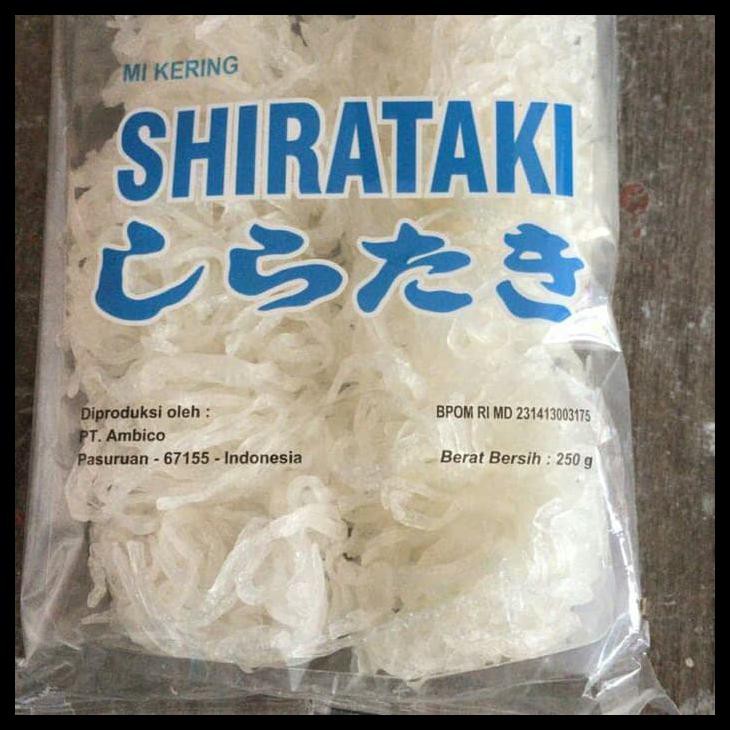 MI KERING
SHIRATAKI
しらたき
Diproduksi oleh :
PT. Ambico
Pasuruan - 67155 - Indonesia
BPOM RI MD 231413003175
Berat Bersih : 250 g